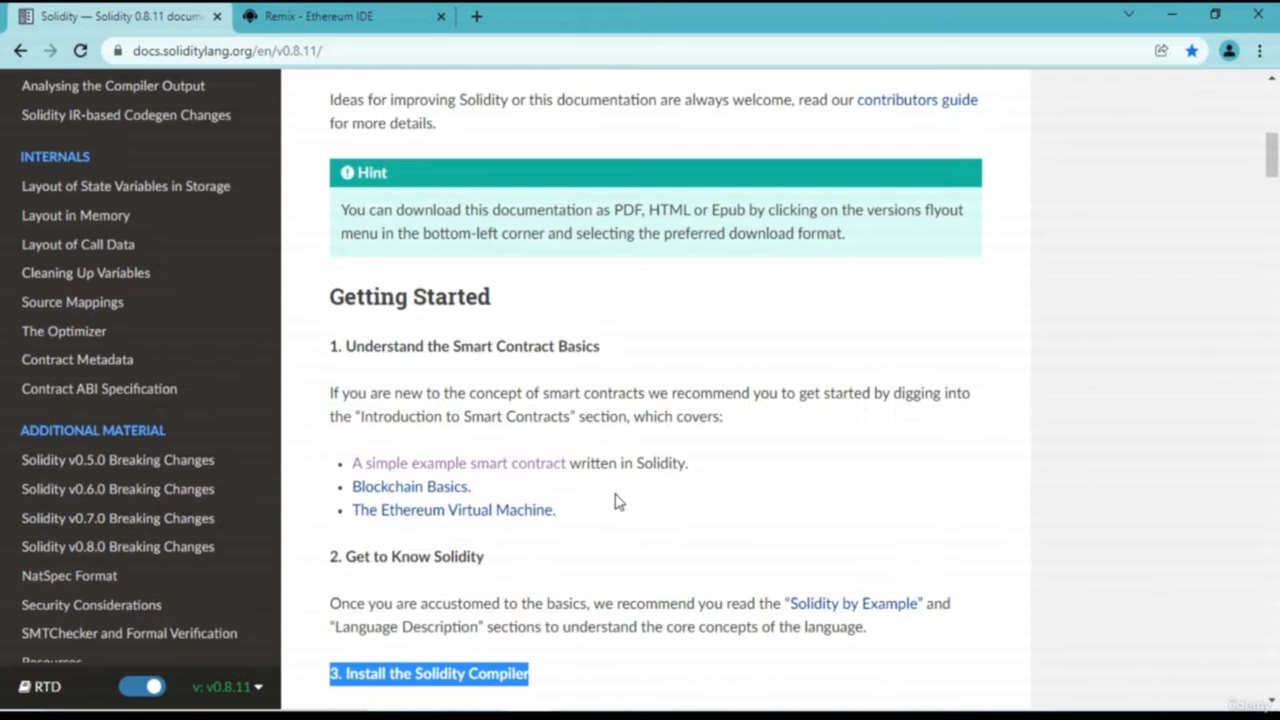 Solidity — Solidity 0.8.11 docum
Remix - Ethereum IDE
docs.soliditylang.org/en/v0.8.11/
Analysing the Compiler Output
Solidity IR-based Codegen Changes
INTERNALS
Layout of State Variables in Storage
Layout in Memory
Layout of Call Data
Cleaning Up Variables
Source Mappings
The Optimizer
Contract Metadata
Contract ABI Specification
ADDITIONAL MATERIAL
Solidity v0.5.0 Breaking Changes
Solidity v0.6.0 Breaking Changes
Solidity v0.7.0 Breaking Changes
Solidity v0.8.0 Breaking Changes
NatSpec Format
Security Considerations
SMTChecker and Formal Verification
Resources
RTD
v: v0.8.11
Ideas for improving Solidity or this documentation are always welcome, read our contributors guide
for more details.
Hint
You can download this documentation as PDF, HTML or Epub by clicking on the versions flyout
menu in the bottom-left corner and selecting the preferred download format.
Getting Started
1. Understand the Smart Contract Basics
If you are new to the concept of smart contracts we recommend you to get started by digging into
the “Introduction to Smart Contracts” section, which covers:
• A simple example smart contract written in Solidity.
• Blockchain Basics.
• The Ethereum Virtual Machine.
2. Get to Know Solidity
Once you are accustomed to the basics, we recommend you read the “Solidity by Example” and
“Language Description” sections to understand the core concepts of the language.
3. Install the Solidity Compiler
Udemy